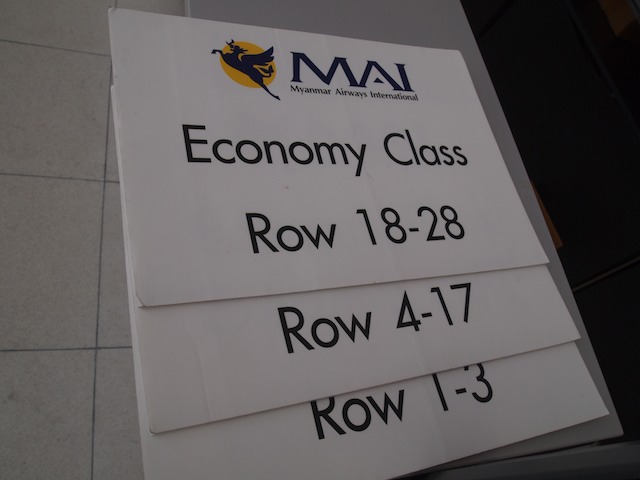 MAI
Myanmar Airways International
Economy Class
Row 18-28
Row 4-17
Row 1-3